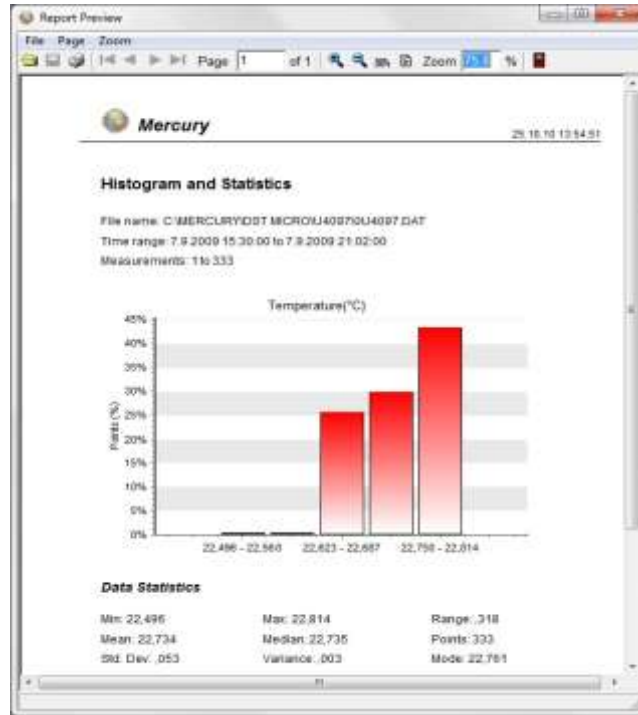 Report Preview
File Page Zoom
Page 1 of 1 Zoom %
Mercury
25.10.10 13:54:51
Histogram and Statistics
File name: C:\MERCURY\DST MICRO\U4097\0U4097.DAT
Time range: 7.9.2009 15:30:00 to 7.9.2009 21:02:00
Measurements: 1 to 333
Temperature(°C)
45%
40%
35%
30%
25%
20%
15%
10%
5%
0%
Points (%)
22,496 - 22,560 22,623 - 22,687 22,750 - 22,814
Data Statistics
Min: 22,496 Max: 22,814 Range: ,318
Mean: 22,734 Median: 22,735 Points: 333
Std. Dev: ,053 Variance: ,003 Mode: 22,761